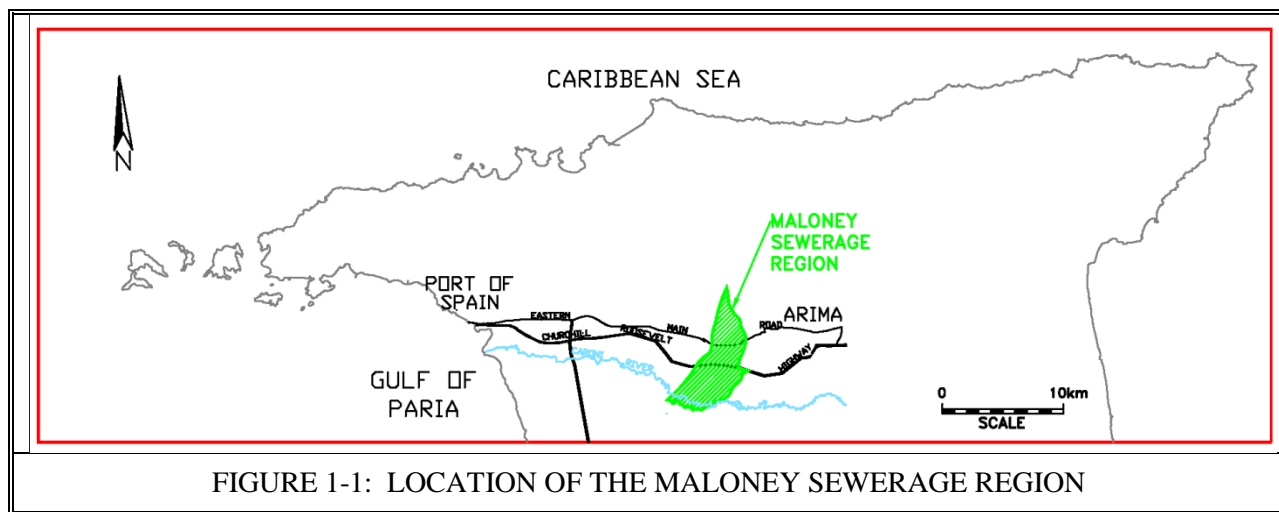 CARIBBEAN SEA
N
MALONEY
SEWERAGE
REGION
PORT OF
SPAIN
ARIMA
EASTERN
MAIN
ROAD
CHURCHILL
ROOSEVELT
HIGHWAY
CARONI
RIVER
GULF OF
PARIA
0
10km
SCALE
FIGURE 1-1: LOCATION OF THE MALONEY SEWERAGE REGION